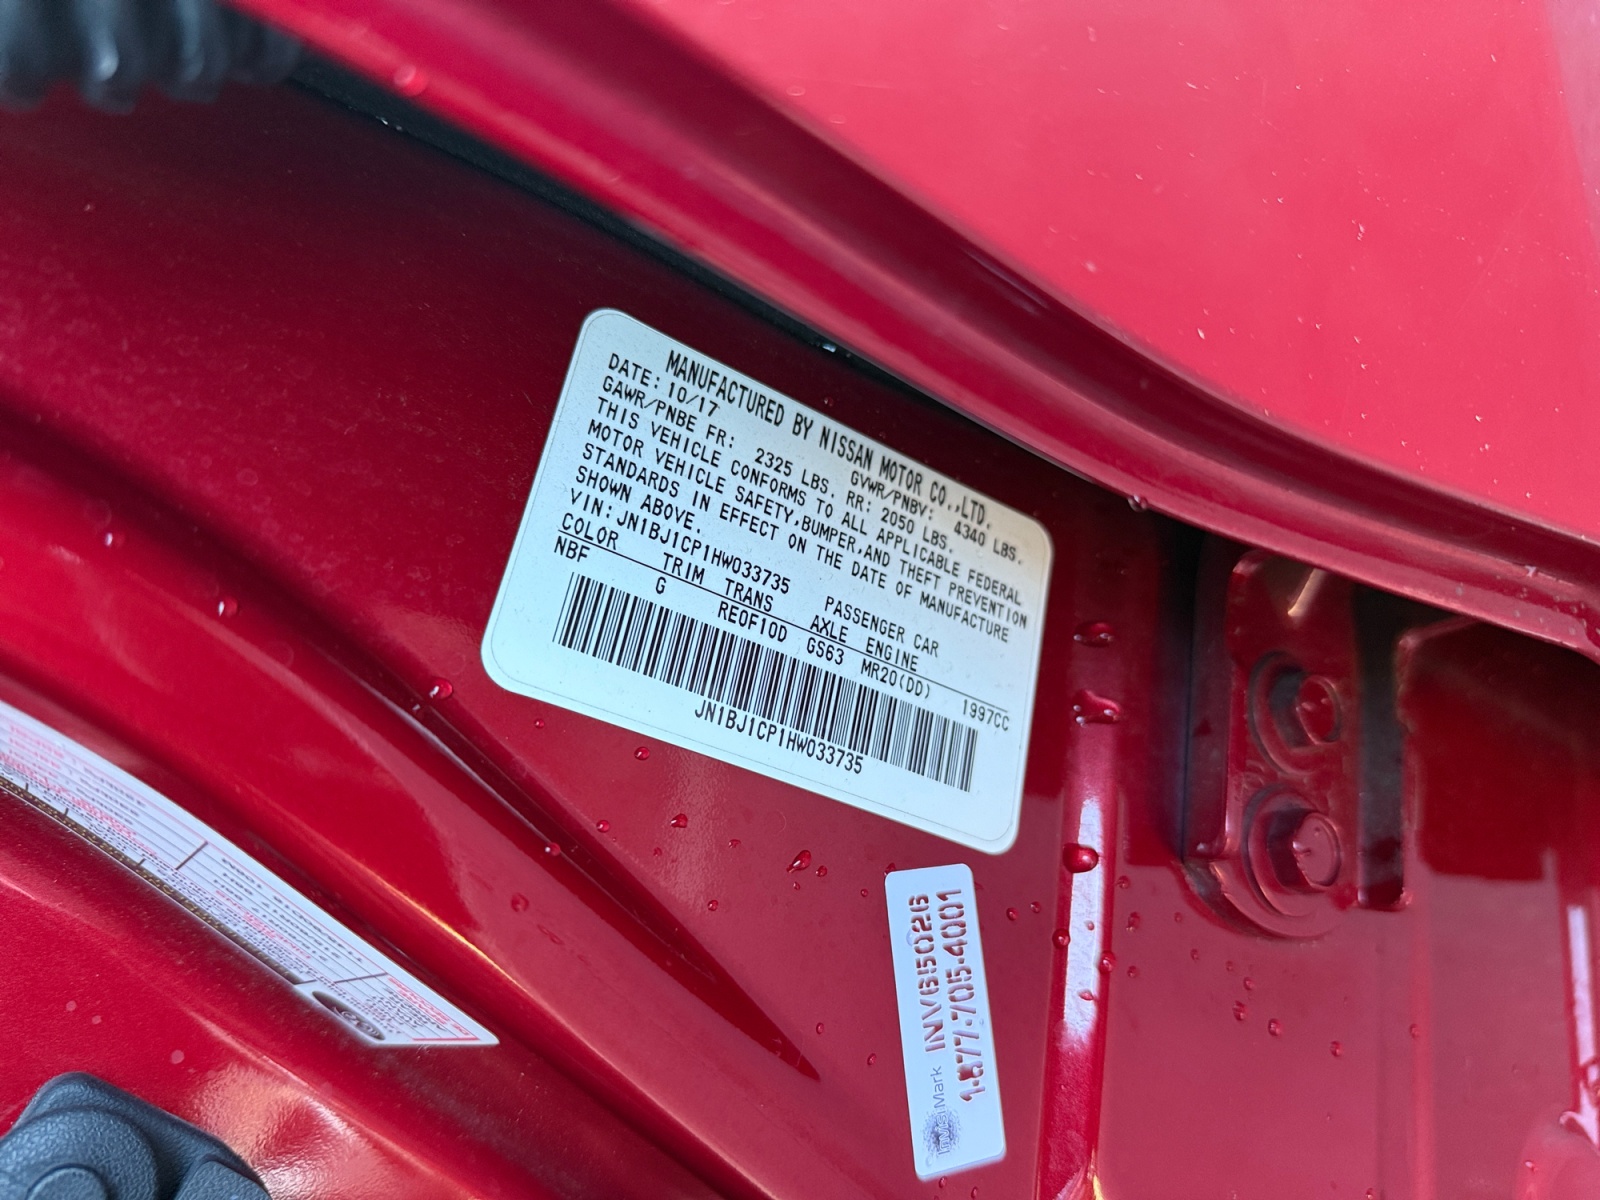 MANUFACTURED BY NISSAN MOTOR CO.,LTD.
DATE: 10/17 GVWR/PNBV: 4340 LBS.
GAWR/PNBE FR: 2325 LBS. RR: 2050 LBS.
THIS VEHICLE CONFORMS TO ALL APPLICABLE FEDERAL
MOTOR VEHICLE SAFETY,BUMPER,AND THEFT PREVENTION
STANDARDS IN EFFECT ON THE DATE OF MANUFACTURE
SHOWN ABOVE.
VIN: JN1BJ1CP1HW033735 PASSENGER CAR
COLOR TRIM TRANS AXLE ENGINE
NBF G RE0F10D GS63 MR20(DD) 1997CC
JN1BJ1CP1HW033735
InvisiMark INV65026
1-877-705-4001